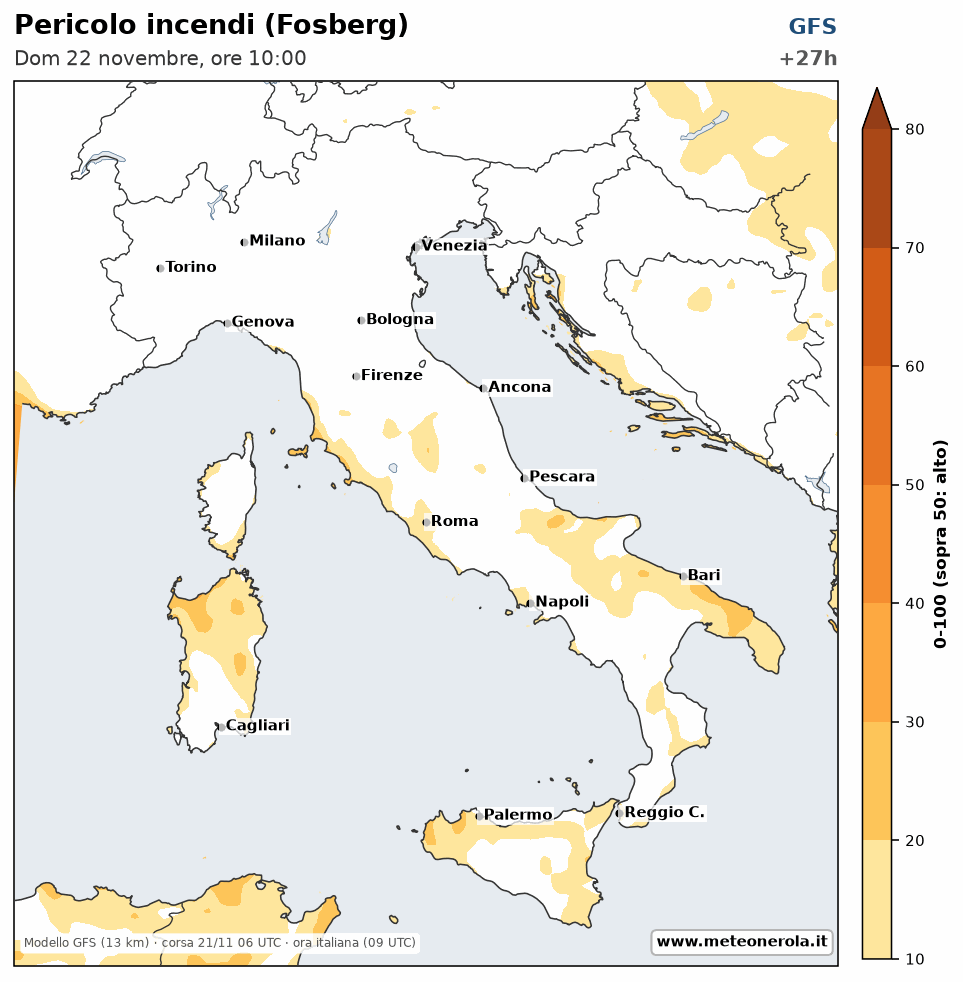 Pericolo incendi (Fosberg)
GFS
Dom 22 novembre, ore 10:00
+27h
Milano
Venezia
Torino
Genova
Bologna
Firenze
Ancona
Pescara
Roma
Bari
Napoli
Cagliari
Palermo
Reggio C.
80
70
60
50
40
30
20
10
0-100 (sopra 50: alto)
Modello GFS (13 km) · corsa 21/11 06 UTC · ora italiana (09 UTC)
www.meteonerola.it